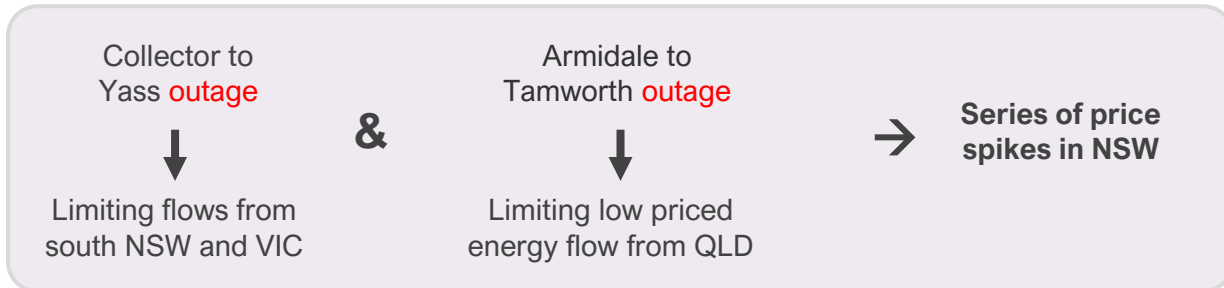 Collector to
Yass outage
Limiting flows from
south NSW and VIC
&
Armidale to
Tamworth outage
Limiting low priced
energy flow from QLD
→
Series of price
spikes in NSW